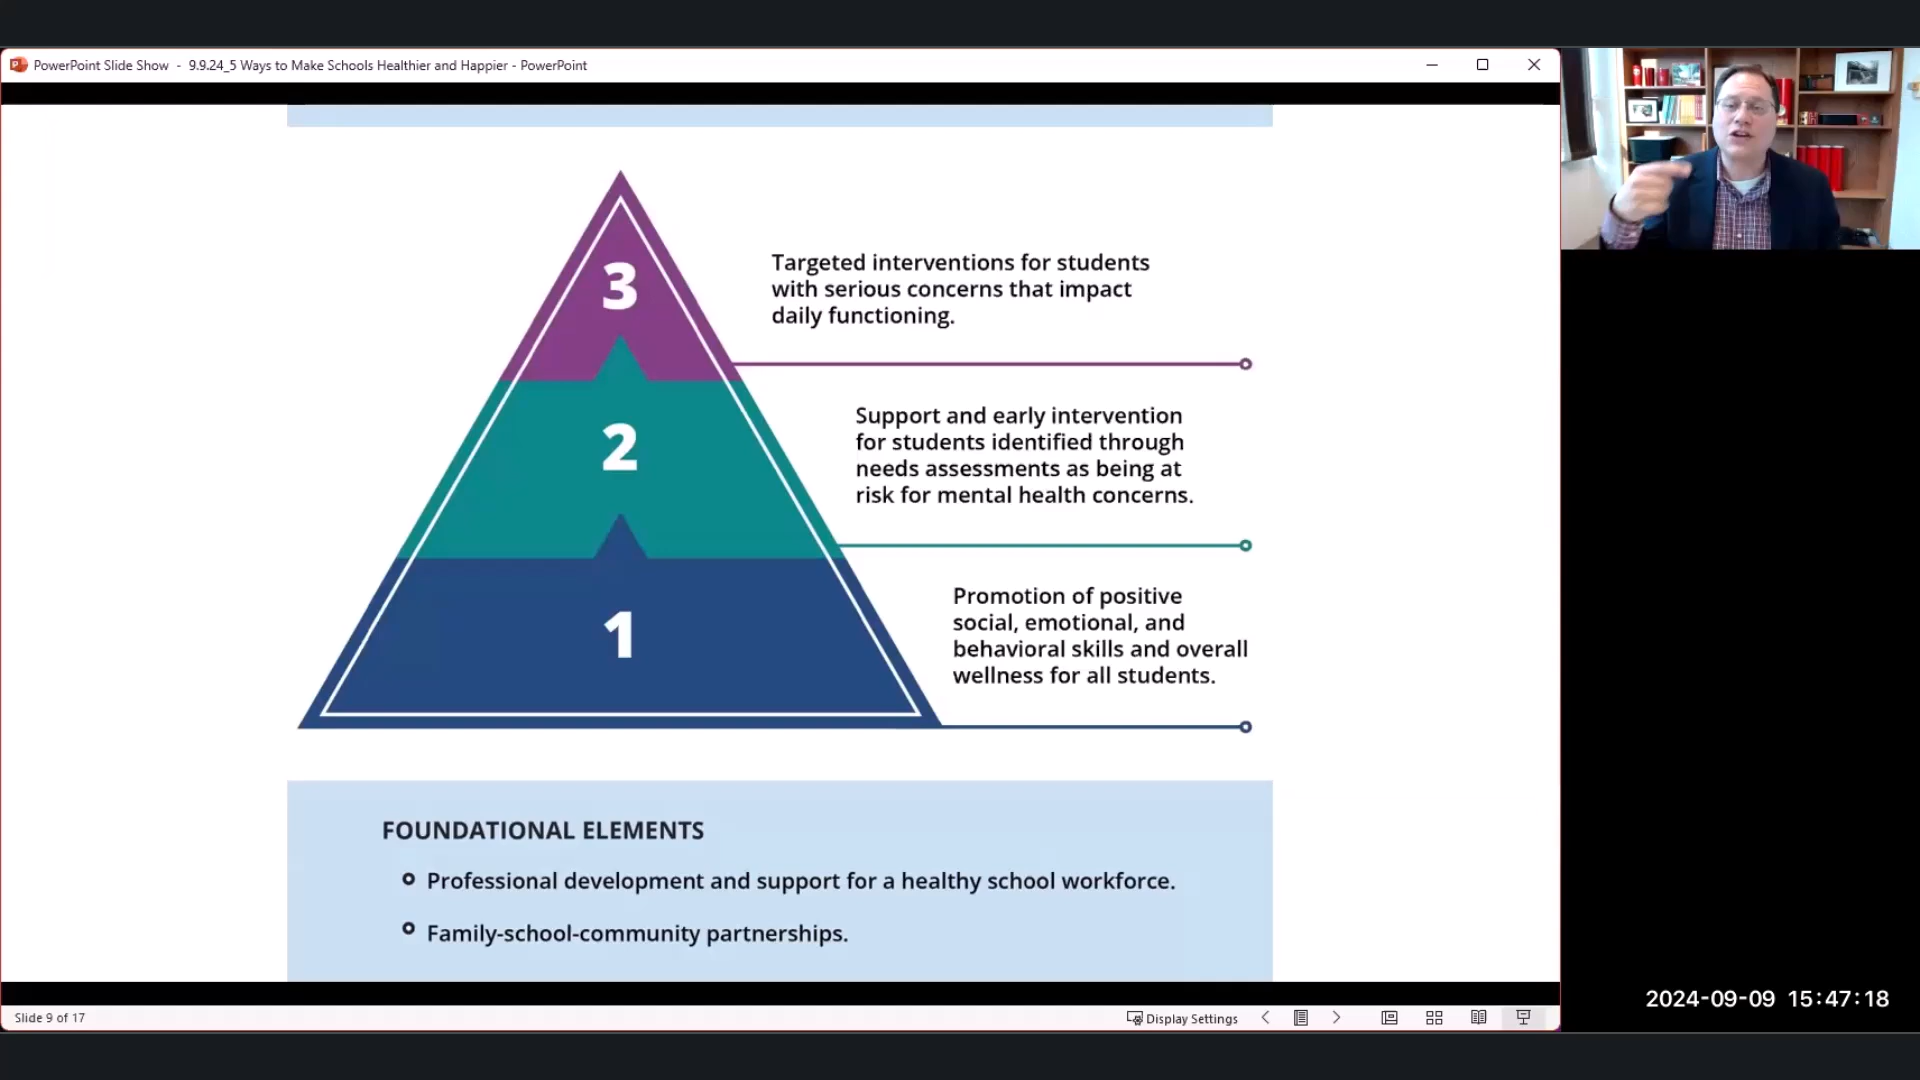 PowerPoint Slide Show - 9.9.24_5 Ways to Make Schools Healthier and Happier - PowerPoint
3
Targeted interventions for students
with serious concerns that impact
daily functioning.
2
Support and early intervention
for students identified through
needs assessments as being at
risk for mental health concerns.
1
Promotion of positive
social, emotional, and
behavioral skills and overall
wellness for all students.
FOUNDATIONAL ELEMENTS
Professional development and support for a healthy school workforce.
Family-school-community partnerships.
2024-09-09 15:47:18
Slide 9 of 17
Display Settings